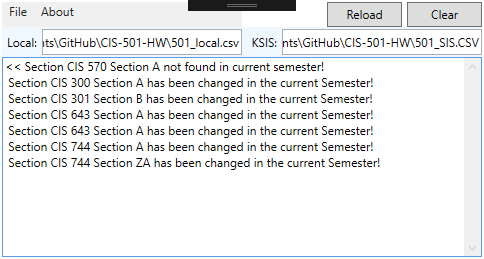 File About Reload Clear
Local: nts\GitHub\CIS-501-HW\501_local.csv KSIS: nts\GitHub\CIS-501-HW\501_SIS.CSV
<< Section CIS 570 Section A not found in current semester!
Section CIS 300 Section A has been changed in the current Semester!
Section CIS 301 Section B has been changed in the current Semester!
Section CIS 643 Section A has been changed in the current Semester!
Section CIS 643 Section A has been changed in the current Semester!
Section CIS 744 Section A has been changed in the current Semester!
Section CIS 744 Section ZA has been changed in the current Semester!